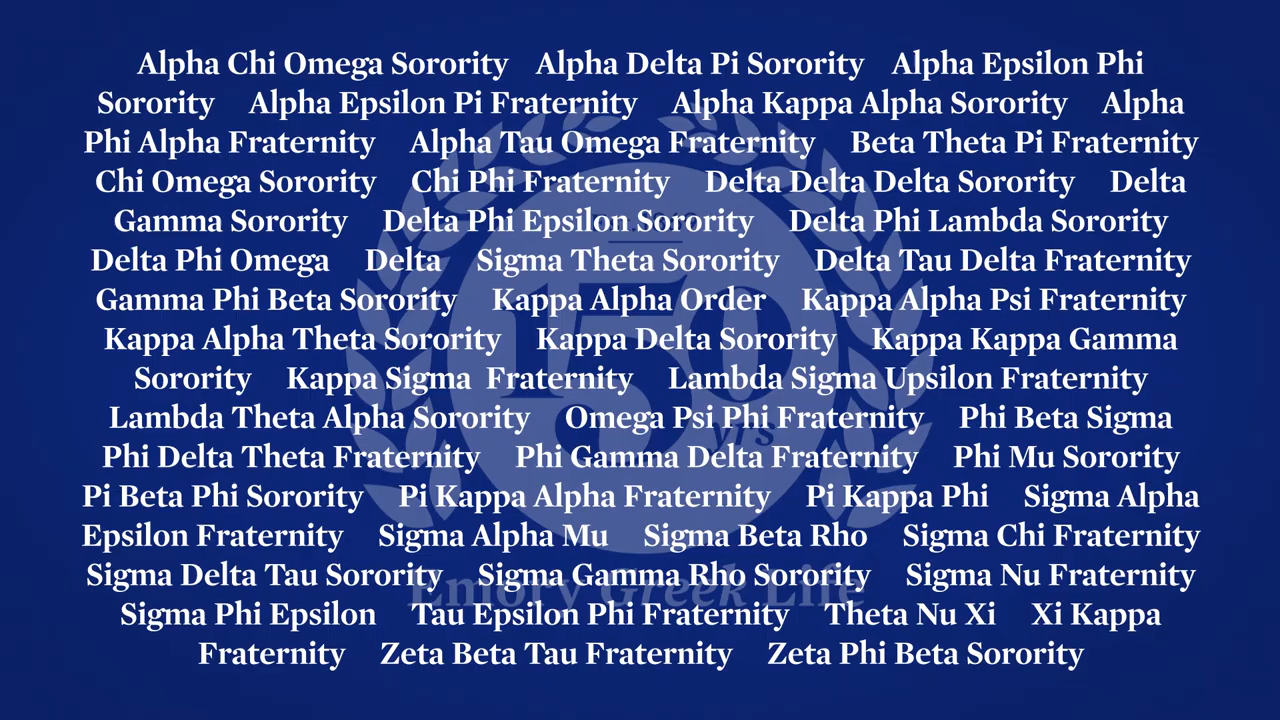 Alpha Chi Omega Sorority Alpha Delta Pi Sorority Alpha Epsilon Phi
Sorority Alpha Epsilon Pi Fraternity Alpha Kappa Alpha Sorority Alpha
Phi Alpha Fraternity Alpha Tau Omega Fraternity Beta Theta Pi Fraternity
Chi Omega Sorority Chi Phi Fraternity Delta Delta Delta Sorority Delta
Gamma Sorority Delta Phi Epsilon Sorority Delta Phi Lambda Sorority
Delta Phi Omega Delta Sigma Theta Sorority Delta Tau Delta Fraternity
Gamma Phi Beta Sorority Kappa Alpha Order Kappa Alpha Psi Fraternity
Kappa Alpha Theta Sorority Kappa Delta Sorority Kappa Kappa Gamma
Sorority Kappa Sigma Fraternity Lambda Sigma Upsilon Fraternity
Lambda Theta Alpha Sorority Omega Psi Phi Fraternity Phi Beta Sigma
Phi Delta Theta Fraternity Phi Gamma Delta Fraternity Phi Mu Sorority
Pi Beta Phi Sorority Pi Kappa Alpha Fraternity Pi Kappa Phi Sigma Alpha
Epsilon Fraternity Sigma Alpha Mu Sigma Beta Rho Sigma Chi Fraternity
Sigma Delta Tau Sorority Sigma Gamma Rho Sorority Sigma Nu Fraternity
Sigma Phi Epsilon Tau Epsilon Phi Fraternity Theta Nu Xi Xi Kappa
Fraternity Zeta Beta Tau Fraternity Zeta Phi Beta Sorority
150
yrs
Emory Greek Life